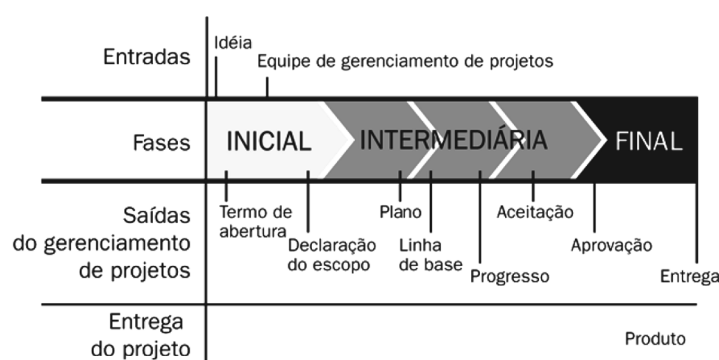 Entradas
Idéia
Equipe de gerenciamento de projetos
Fases
INICIAL
INTERMEDIÁRIA
FINAL
Saídas
do gerenciamento
de projetos
Termo de
abertura
Declaração
do escopo
Plano
Linha
de base
Progresso
Aceitação
Aprovação
Entrega
Entrega
do projeto
Produto